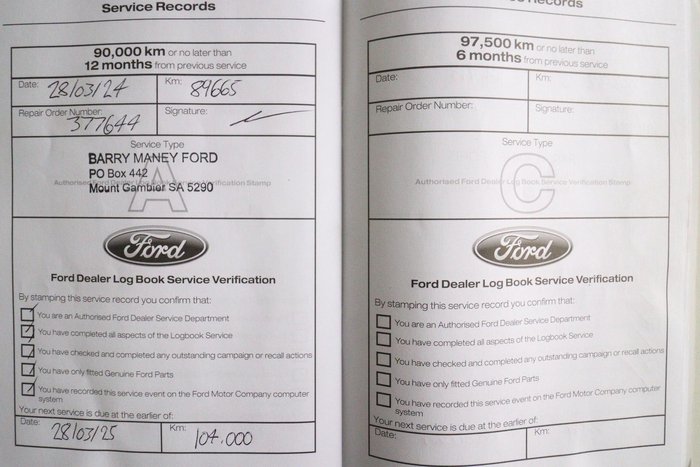 Service Records
90,000 km or no later than
12 months from previous service
Date: 28/03/24 Km: 89665
Repair Order Number: 377644 Signature:
Service Type
A
BARRY MANEY FORD
PO Box 442
Authorised Ford Dealer Log Book Service Verification Stamp
Mount Gambier SA 5290
Ford
Ford Dealer Log Book Service Verification
By stamping this service record you confirm that:
You are an Authorised Ford Dealer Service Department
You have completed all aspects of the Logbook Service
You have checked and completed any outstanding campaign or recall actions
You have only fitted Genuine Ford Parts
You have recorded this service event on the Ford Motor Company computer
system
Your next service is due at the earlier of:
Date: 28/03/25 Km: 104.000
Records
97,500 km or no later than
6 months from previous service
Date: Km:
Repair Order Number: Signature:
Service Type
C
Authorised Ford Dealer Log Book Service Verification Stamp
Ford
Ford Dealer Log Book Service Verification
By stamping this service record you confirm that:
You are an Authorised Ford Dealer Service Department
You have completed all aspects of the Logbook Service
You have checked and completed any outstanding campaign or recall actions
You have only fitted Genuine Ford Parts
You have recorded this service event on the Ford Motor Company computer
system
Your next service is due at the earlier of:
Date: Km: